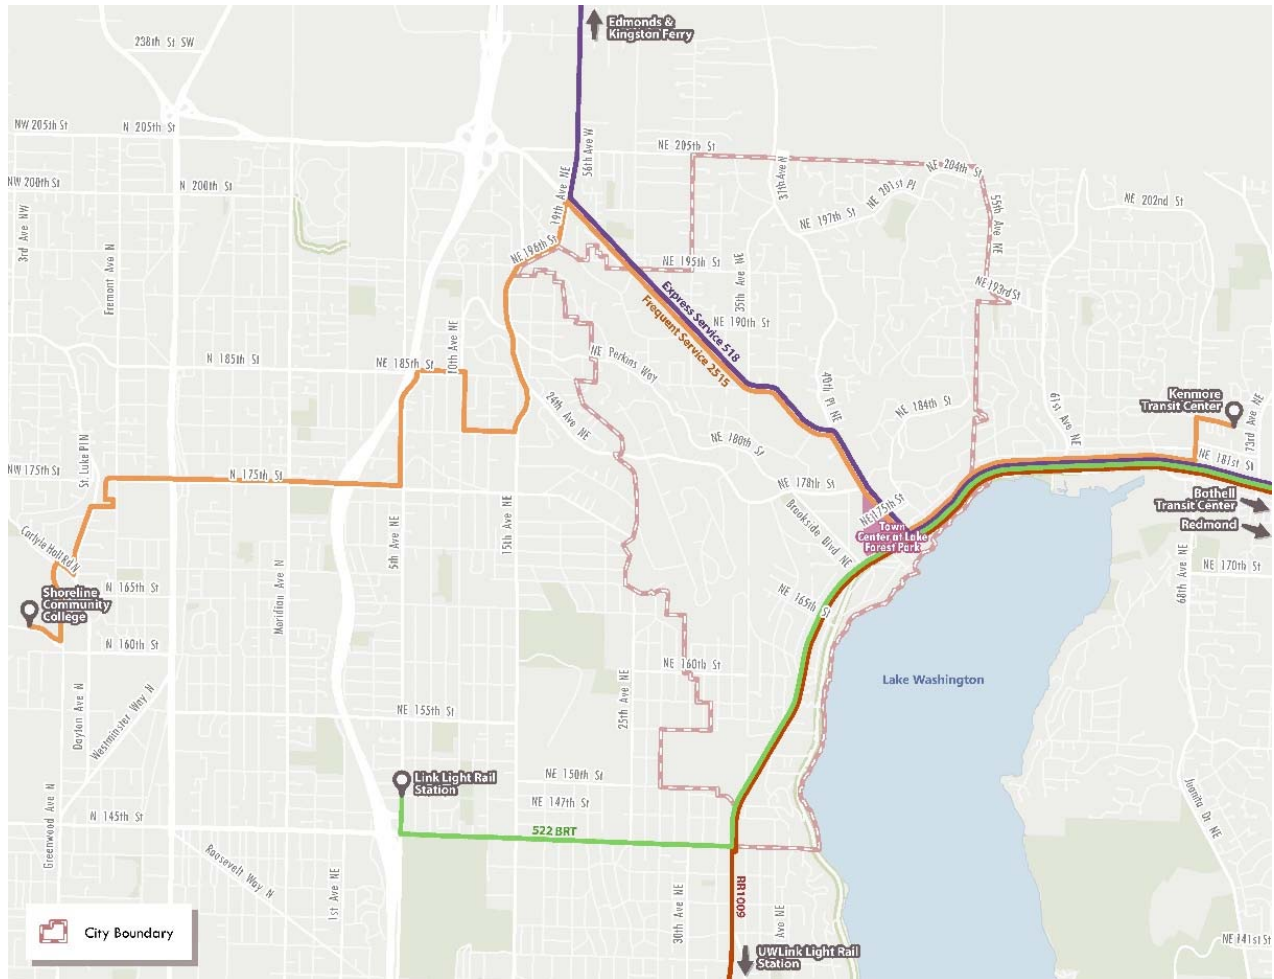 Edmonds &
Kingston Ferry
238th St SW
NW 205th St
N 205th St
56th Ave W
NE 205th St
37th Ave N
NE 204th St
NW 200th St
N 200th St
19th Ave NE
NE 201st Pl
NE 197th St
55th Ave NE
NE 202nd St
3rd Ave NW
Fremont Ave N
NE 196th St
NE 195th St
35th Ave NE
NE 193rd St
Express Service 518
Frequent Service 2515
NE 190th St
N 185th St
NE 185th St
10th Ave NE
NE Perkins Way
24th Ave NE
40th Pl NE
NE 184th St
61st Ave NE
Kenmore
Transit Center
73rd Ave NE
St. Luke Pl N
NE 180th St
NE 181st St
NW 175th St
N 175th St
NE 178th St
NE 175th St
Bothell
Transit Center
Redmond
Town
Center at Lake
Forest Park
Brookside Blvd NE
5th Ave NE
15th Ave NE
Carlyle Hall Rd N
Meridian Ave N
68th Ave NE
NE 170th St
N 165th St
NE 165th St
Shoreline
Community
College
N 160th St
NE 160th St
Lake Washington
Dayton Ave N
Westminster Way N
25th Ave NE
NE 155th St
Link Light Rail
Station
NE 150th St
NE 147th St
Juanita Dr NE
Greenwood Ave N
N 145th St
522 BRT
Roosevelt Way N
1st Ave NE
30th Ave NE
RR1009
Ave NE
City Boundary
UWLink Light Rail
Station
NE 141st St